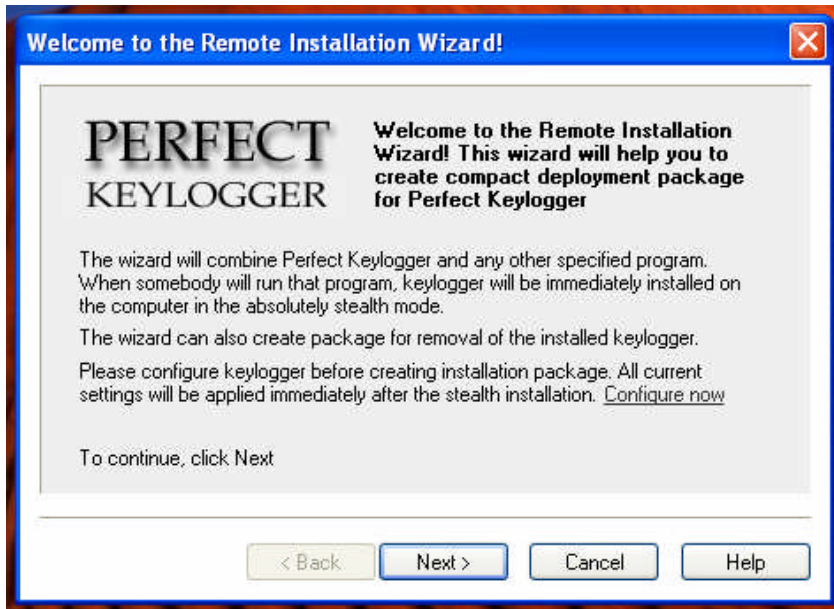 Welcome to the Remote Installation Wizard!
PERFECT
KEYLOGGER
Welcome to the Remote Installation
Wizard! This wizard will help you to
create compact deployment package
for Perfect Keylogger
The wizard will combine Perfect Keylogger and any other specified program.
When somebody will run that program, keylogger will be immediately installed on
the computer in the absolutely stealth mode.
The wizard can also create package for removal of the installed keylogger.
Please configure keylogger before creating installation package. All current
settings will be applied immediately after the stealth installation. Configure now
To continue, click Next
< Back
Next >
Cancel
Help